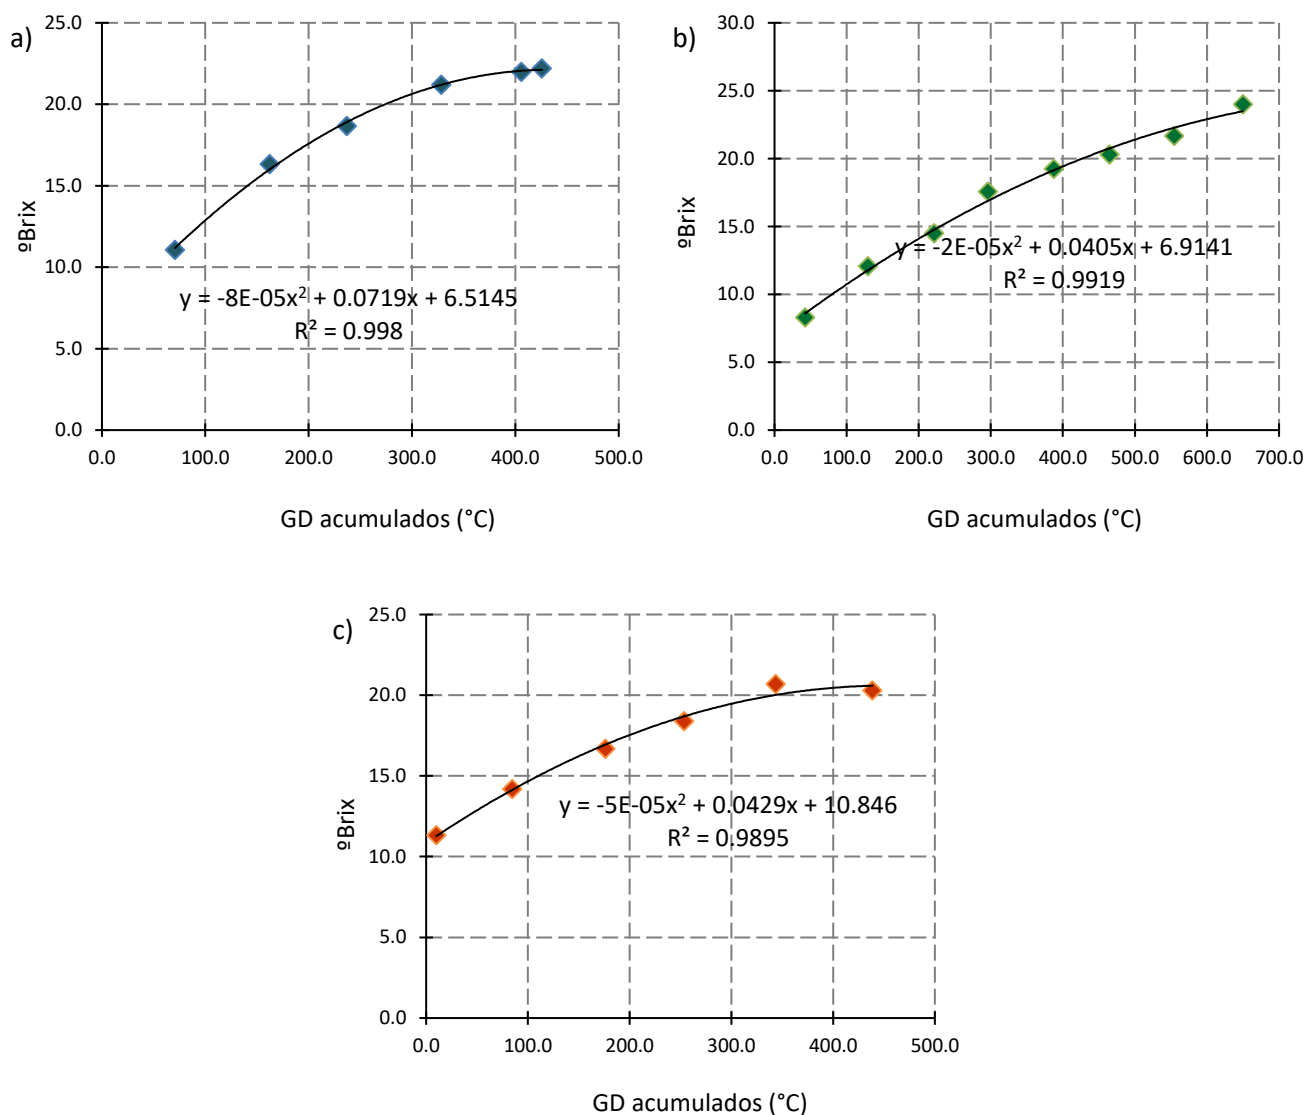 a)
25.0
20.0
15.0
10.0
5.0
0.0
ºBrix
y = -8E-05x² + 0.0719x + 6.5145
R² = 0.998
0.0 100.0 200.0 300.0 400.0 500.0
GD acumulados (°C)
b)
30.0
25.0
20.0
15.0
10.0
5.0
0.0
ºBrix
y = -2E-05x² + 0.0405x + 6.9141
R² = 0.9919
0.0 100.0 200.0 300.0 400.0 500.0 600.0 700.0
GD acumulados (°C)
c)
25.0
20.0
15.0
10.0
5.0
0.0
ºBrix
y = -5E-05x² + 0.0429x + 10.846
R² = 0.9895
0.0 100.0 200.0 300.0 400.0 500.0
GD acumulados (°C)